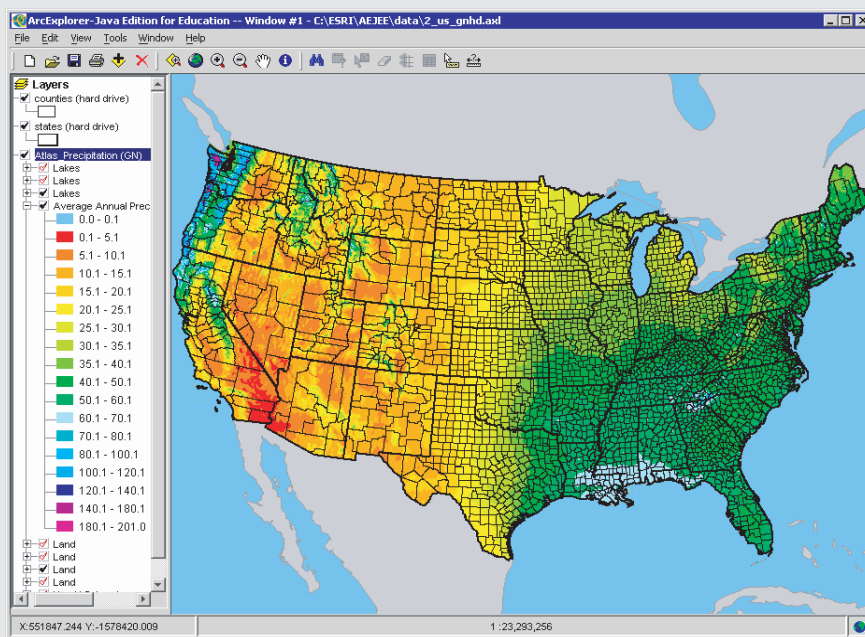 ArcExplorer-Java Edition for Education -- Window #1 - C:\ESRI\AEJEE\data\2_us_gnhd.axl
File Edit View Tools Window Help
Layers
counties (hard drive)
states (hard drive)
Atlas_Precipitation (GN)
Lakes
Lakes
Lakes
Average Annual Prec
0.0 - 0.1
0.1 - 5.1
5.1 - 10.1
10.1 - 15.1
15.1 - 20.1
20.1 - 25.1
25.1 - 30.1
30.1 - 35.1
35.1 - 40.1
40.1 - 50.1
50.1 - 60.1
60.1 - 70.1
70.1 - 80.1
80.1 - 100.1
100.1 - 120.1
120.1 - 140.1
140.1 - 180.1
180.1 - 201.0
Land
Land
Land
Land
X:551847.244 Y:-1578420.009
1 :23,293,256